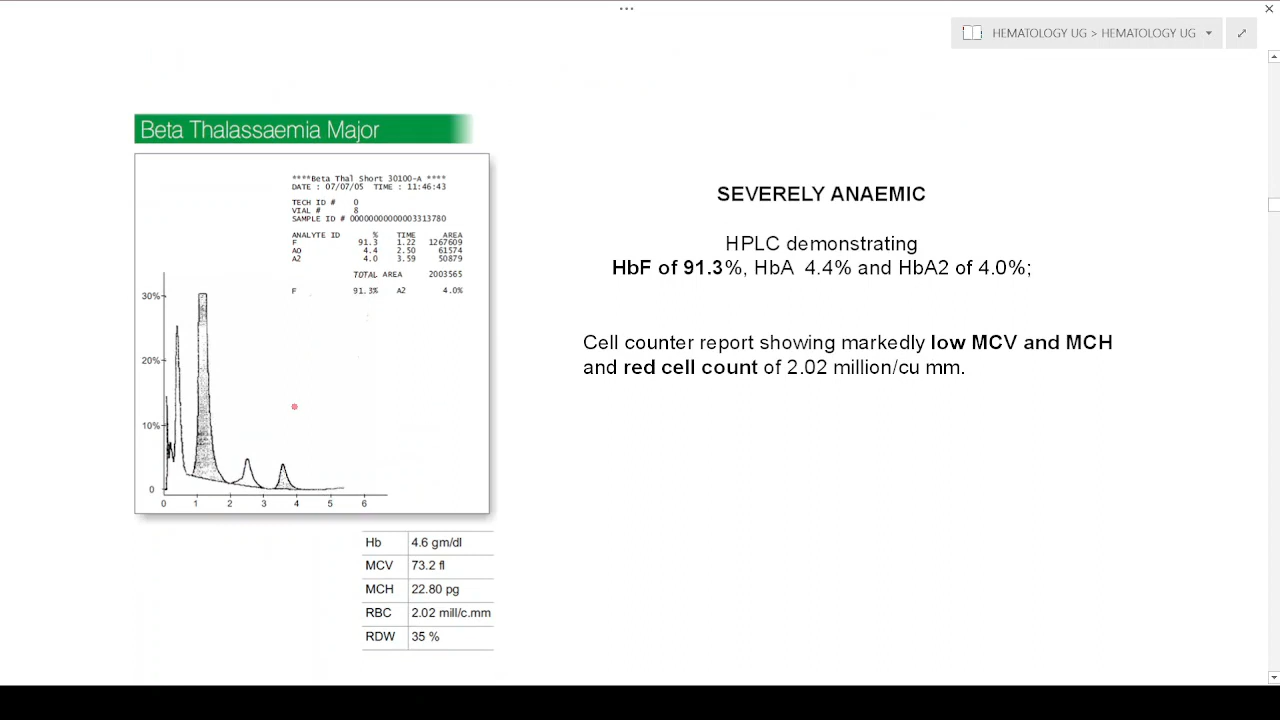 HEMATOLOGY UG > HEMATOLOGY UG
Beta Thalassaemia Major
****Beta Thal Short 30100-A ****
DATE : 07/07/05 TIME : 11:46:43
TECH ID # 0
VIAL # 8
SAMPLE ID # 00000000000003313780
ANALYTE ID % TIME AREA
F 91.3 1.22 1267609
AO 4.4 2.50 61574
A2 4.0 3.59 50879
TOTAL AREA 2003565
F 91.3% A2 4.0%
30%
20%
10%
0
0 1 2 3 4 5 6
Hb 4.6 gm/dl
MCV 73.2 fl
MCH 22.80 pg
RBC 2.02 mill/c.mm
RDW 35 %
SEVERELY ANAEMIC
HPLC demonstrating
HbF of 91.3%, HbA 4.4% and HbA2 of 4.0%;
Cell counter report showing markedly low MCV and MCH
and red cell count of 2.02 million/cu mm.